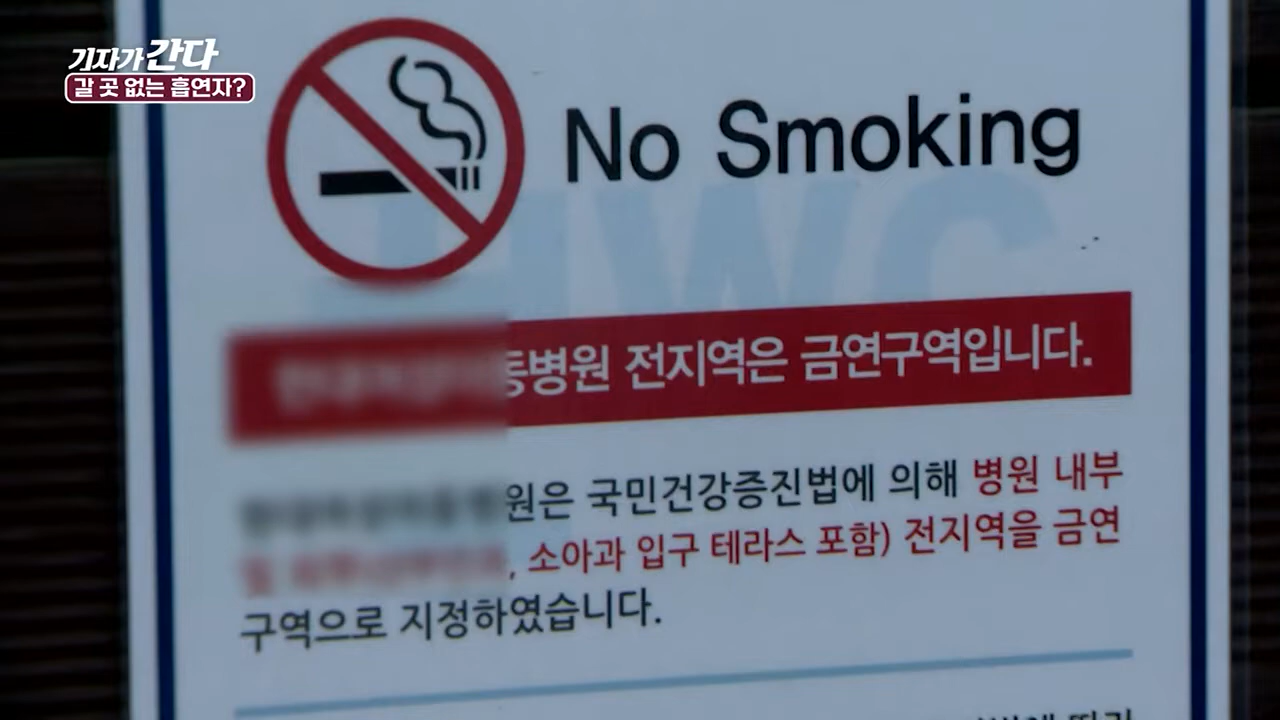 기자가 간다
갈 곳 없는 흡연자?
No Smoking
HWC
동병원 전지역은 금연구역입니다.
원은 국민건강증진법에 의해 병원 내부
, 소아과 입구 테라스 포함) 전지역을 금연
구역으로 지정하였습니다.